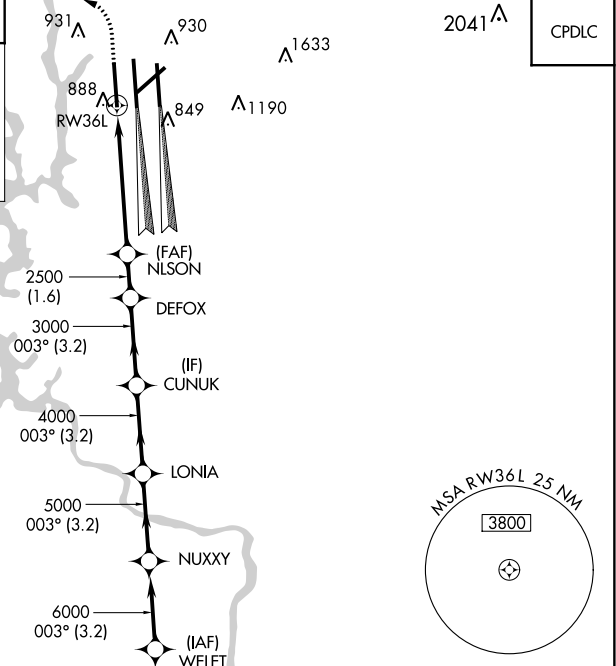 931
930
1633
2041
CPDLC
888
849
1190
RW36L
(FAF)
NLSON
2500
(1.6)
DEFOX
3000
003° (3.2)
(IF)
CUNUK
4000
003° (3.2)
LONIA
5000
003° (3.2)
MSA RW36L 25 NM
3800
NUXXY
6000
003° (3.2)
(IAF)